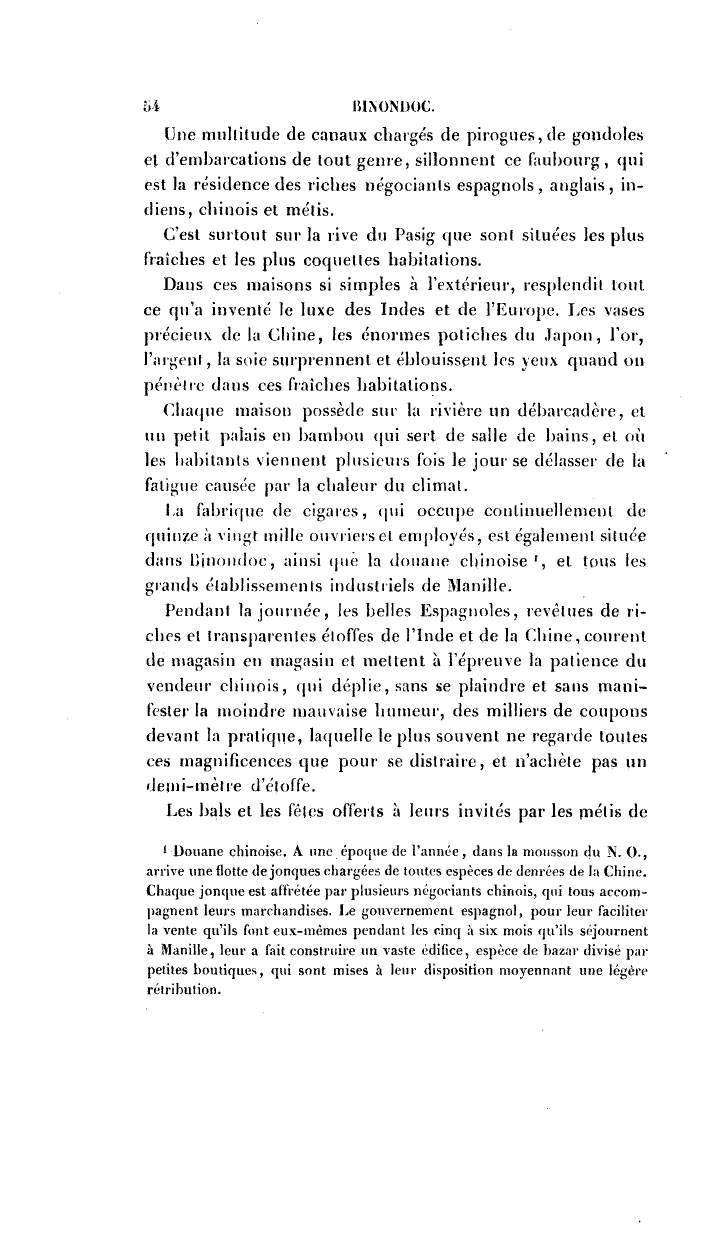 54 BINONDOC.
Une multitude de canaux chargés de pirogues, de gondoles
et d'embarcations de tout genre, sillonnent ce faubourg, qui
est la résidence des riches négociants espagnols, anglais, in-
diens, chinois et métis.
C'est surtout sur la rive du Pasig que sont situées les plus
fraîches et les plus coquettes habitations.
Dans ces maisons si simples à l'extérieur, resplendit tout
ce qu'a inventé le luxe des Indes et de l'Europe. Les vases
précieux de la Chine, les énormes potiches du Japon, l'or,
l'argent, la soie surprennent et éblouissent les yeux quand on
pénètre dans ces fraîches habitations.
Chaque maison possède sur la rivière un débarcadère, et
un petit palais en bambou qui sert de salle de bains, et où
les habitants viennent plusieurs fois le jour se délasser de la
fatigue causée par la chaleur du climat.
La fabrique de cigares, qui occupe continuellement de
quinze à vingt mille ouvriers et employés, est également située
dans Binondoc, ainsi que la douane chinoise ¹, et tous les
grands établissements industriels de Manille.
Pendant la journée, les belles Espagnoles, revêtues de ri-
ches et transparentes étoffes de l'Inde et de la Chine, courent
de magasin en magasin et mettent à l'épreuve la patience du
vendeur chinois, qui déplie, sans se plaindre et sans mani-
fester la moindre mauvaise humeur, des milliers de coupons
devant la pratique, laquelle le plus souvent ne regarde toutes
ces magnificences que pour se distraire, et n'achète pas un
demi-mètre d'étoffe.
Les bals et les fêtes offerts à leurs invités par les métis de
¹ Douane chinoise. A une époque de l'année, dans la mousson du N. O.,
arrive une flotte de jonques chargées de toutes espèces de denrées de la Chine.
Chaque jonque est affrétée par plusieurs négociants chinois, qui tous accom-
pagnent leurs marchandises. Le gouvernement espagnol, pour leur faciliter
la vente qu'ils font eux-mêmes pendant les cinq à six mois qu'ils séjournent
à Manille, leur a fait construire un vaste édifice, espèce de bazar divisé par
petites boutiques, qui sont mises à leur disposition moyennant une légère
rétribution.